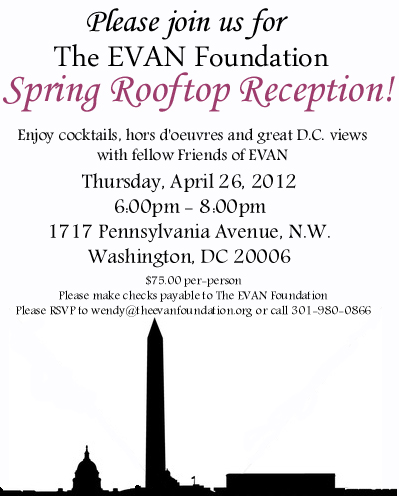 Please join us for
The EVAN Foundation
Spring Rooftop Reception!
Enjoy cocktails, hors d'oeuvres and great D.C. views
with fellow Friends of EVAN
Thursday, April 26, 2012
6:00pm - 8:00pm
1717 Pennsylvania Avenue, N.W.
Washington, DC 20006
$75.00 per-person
Please make checks payable to The EVAN Foundation
Please RSVP to wendy@theevanfoundation.org or call 301-980-0866